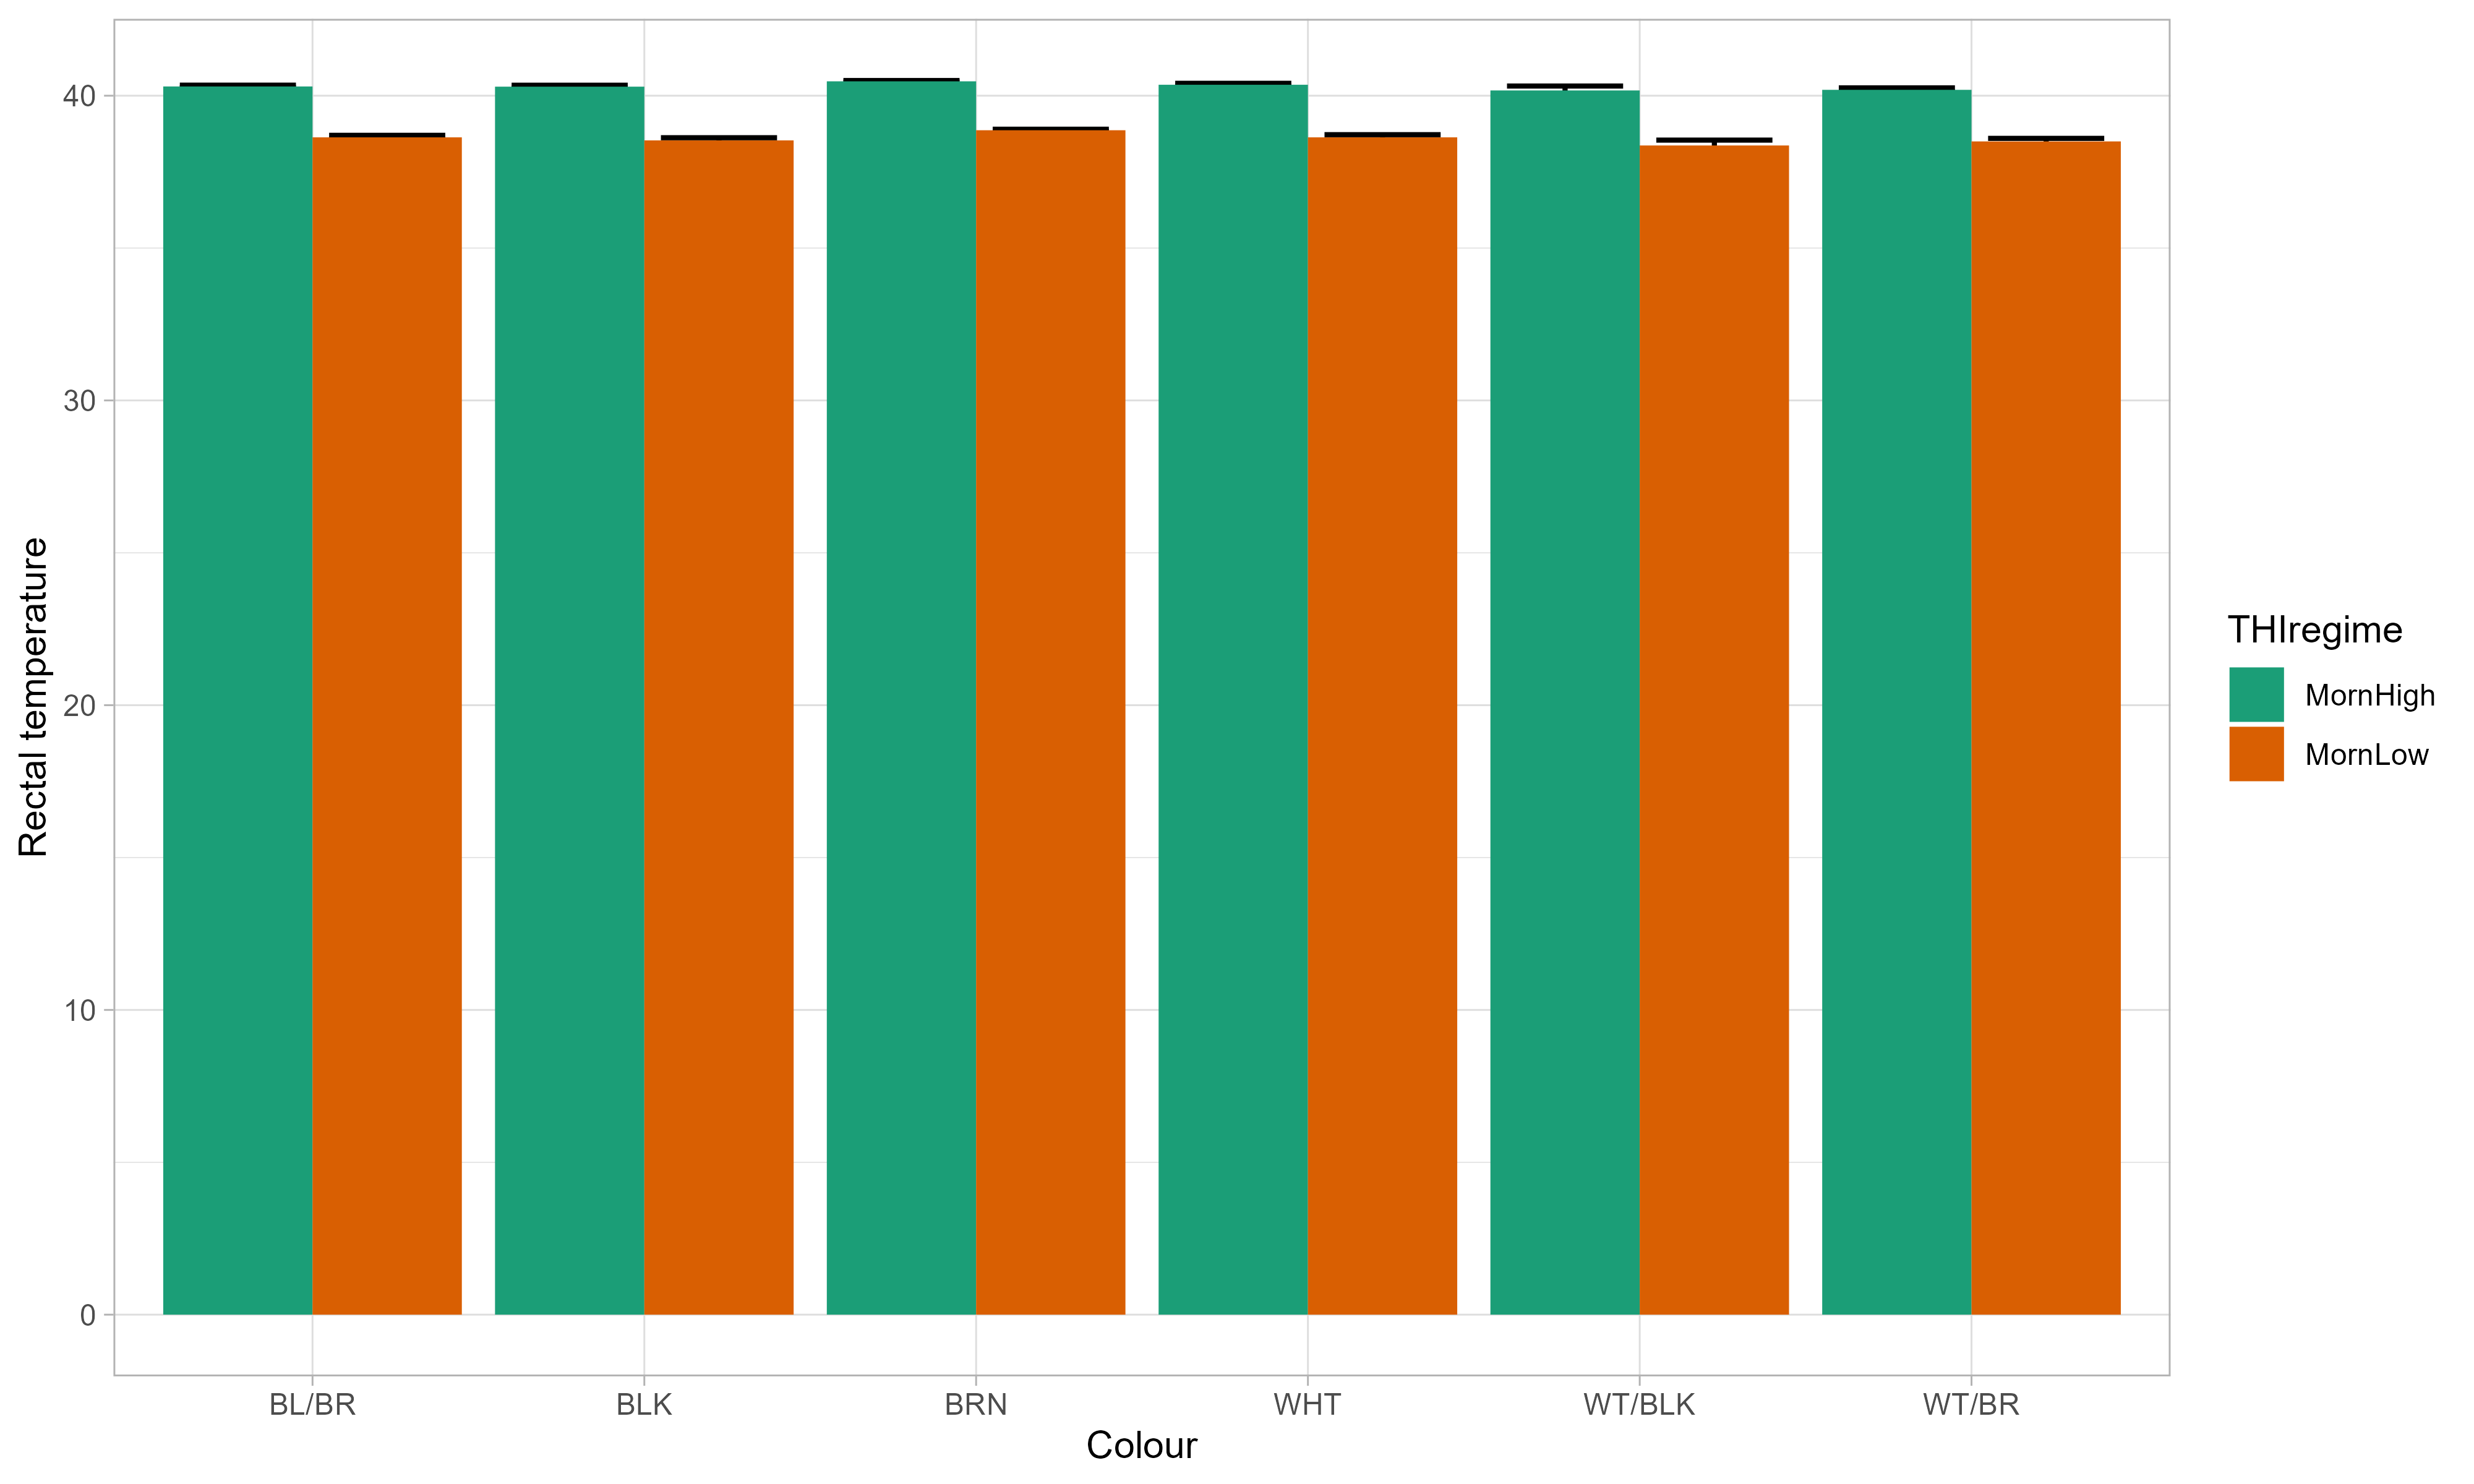 Rectal temperature
40
30
20
10
0
BL/BR BLK BRN WHT WT/BLK WT/BR
Colour
THIregime
MornHigh
MornLow